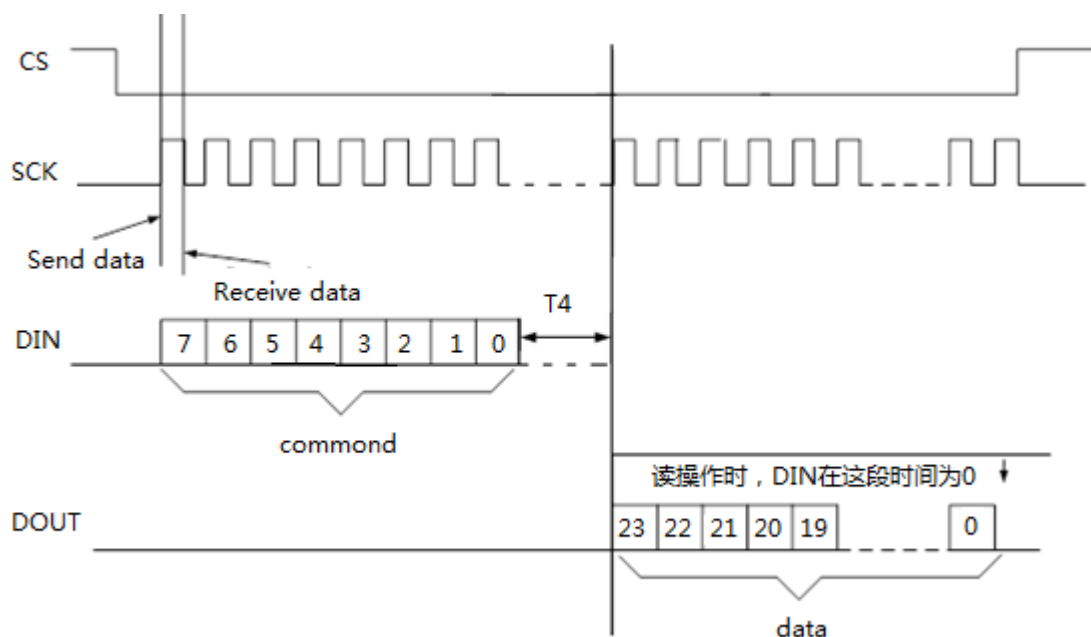 CS
SCK
Send data
Receive data
T4
DIN
7 6 5 4 3 2 1 0
commond
读操作时，DIN在这段时间为0
DOUT
23 22 21 20 19 0
data